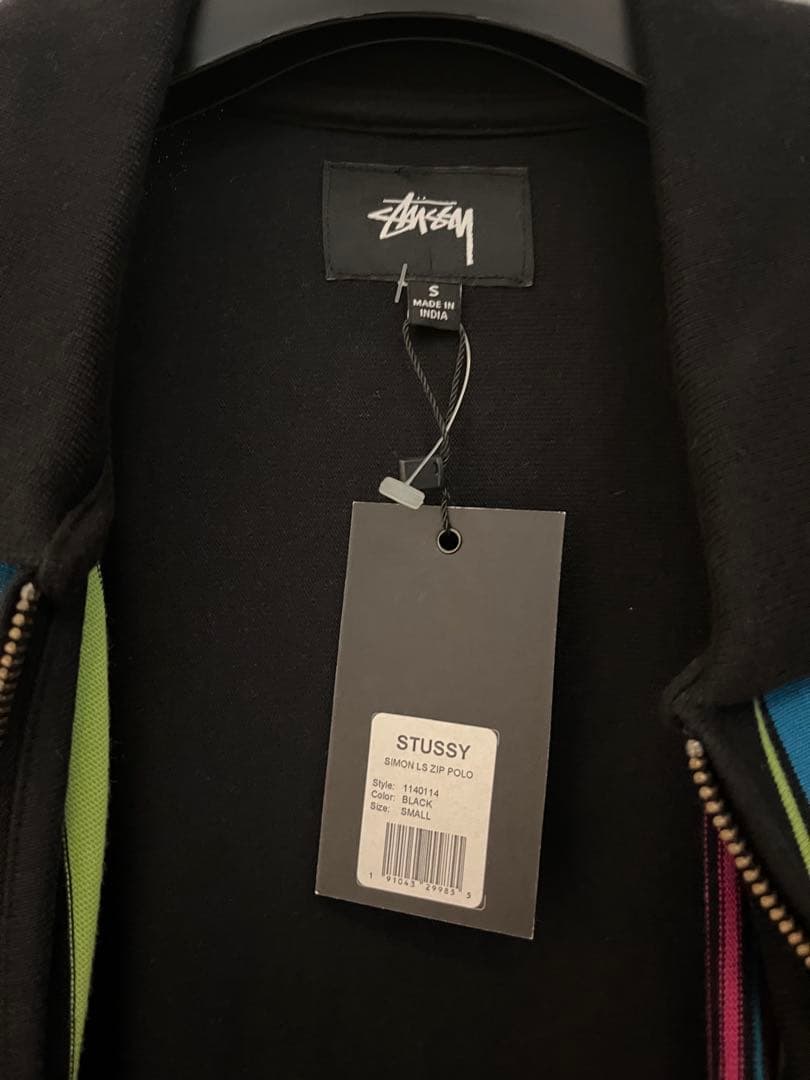 STÜSSY
S
MADE IN
INDIA
STUSSY
SIMON LS ZIP POLO
Style: 1140114
Color: BLACK
Size: SMALL
1 91043 29985 5